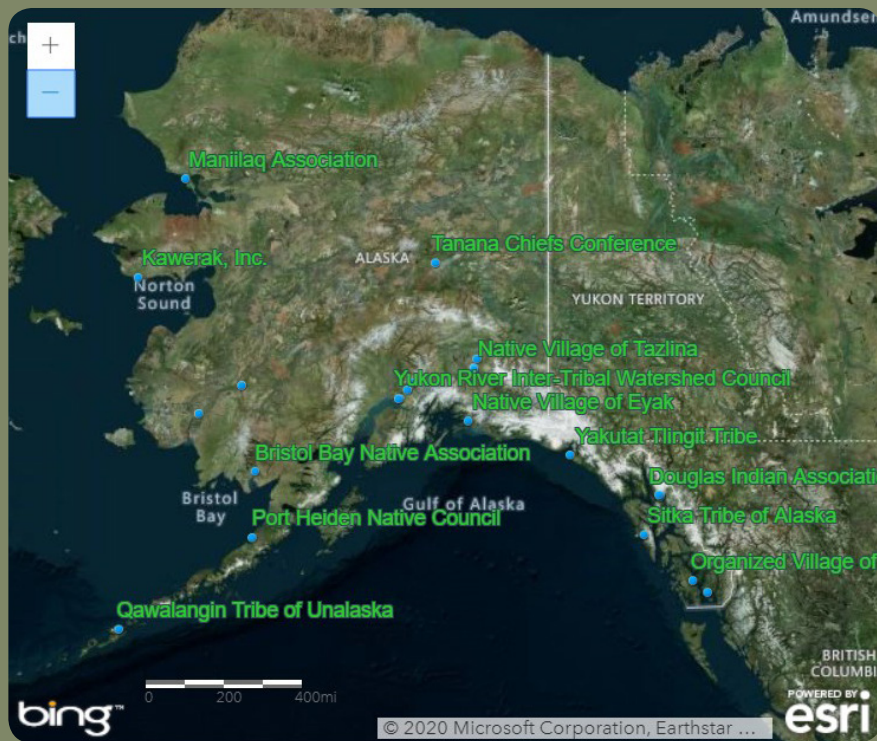 Amundsen
ch
+
−
Maniilaq Association
Tanana Chiefs Conference
Kawerak, Inc.
ALASKA
Norton
Sound
YUKON TERRITORY
Native Village of Tazlina
Yukon River Inter-Tribal Watershed Council
Native Village of Eyak
Yakutat Tlingit Tribe
Bristol Bay Native Association
Douglas Indian Associati
Bristol
Bay
Gulf of Alaska
Port Heiden Native Council
Sitka Tribe of Alaska
Organized Village of
Qawalangin Tribe of Unalaska
BRITISH
COLUMBI
0 200 400mi
bing™
© 2020 Microsoft Corporation, Earthstar ...
POWERED BY
esri